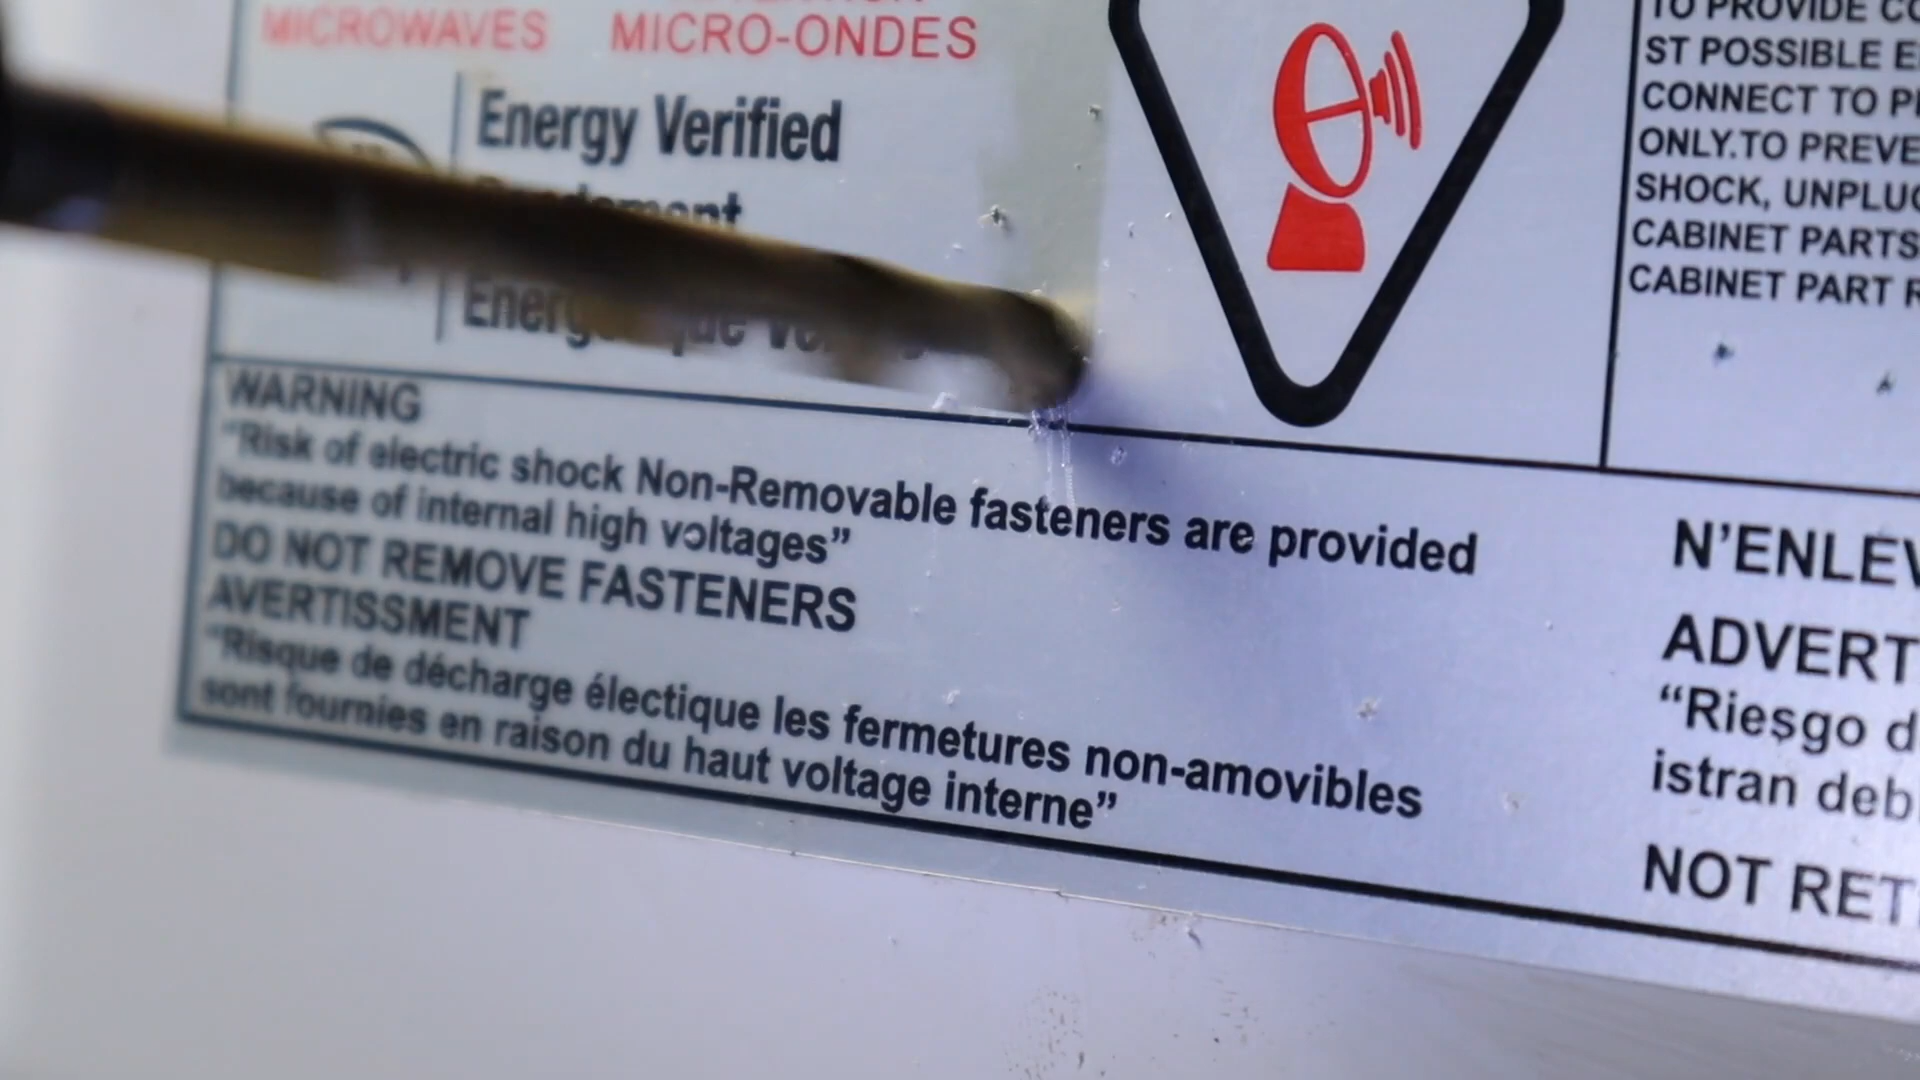 MICROWAVES MICRO-ONDES
Energy Verified
WARNING
“Risk of electric shock Non-Removable fasteners are provided
because of internal high voltages”
DO NOT REMOVE FASTENERS
AVERTISSMENT
“Risque de décharge électique les fermetures non-amovibles
sont fournies en raison du haut voltage interne”
TO PROVIDE
ST POSSIBLE
CONNECT TO
ONLY.TO PREVE
SHOCK, UNPLUG
CABINET PARTS
CABINET PART
N’ENLEV
ADVERT
“Riesgo d
istran deb
NOT RET